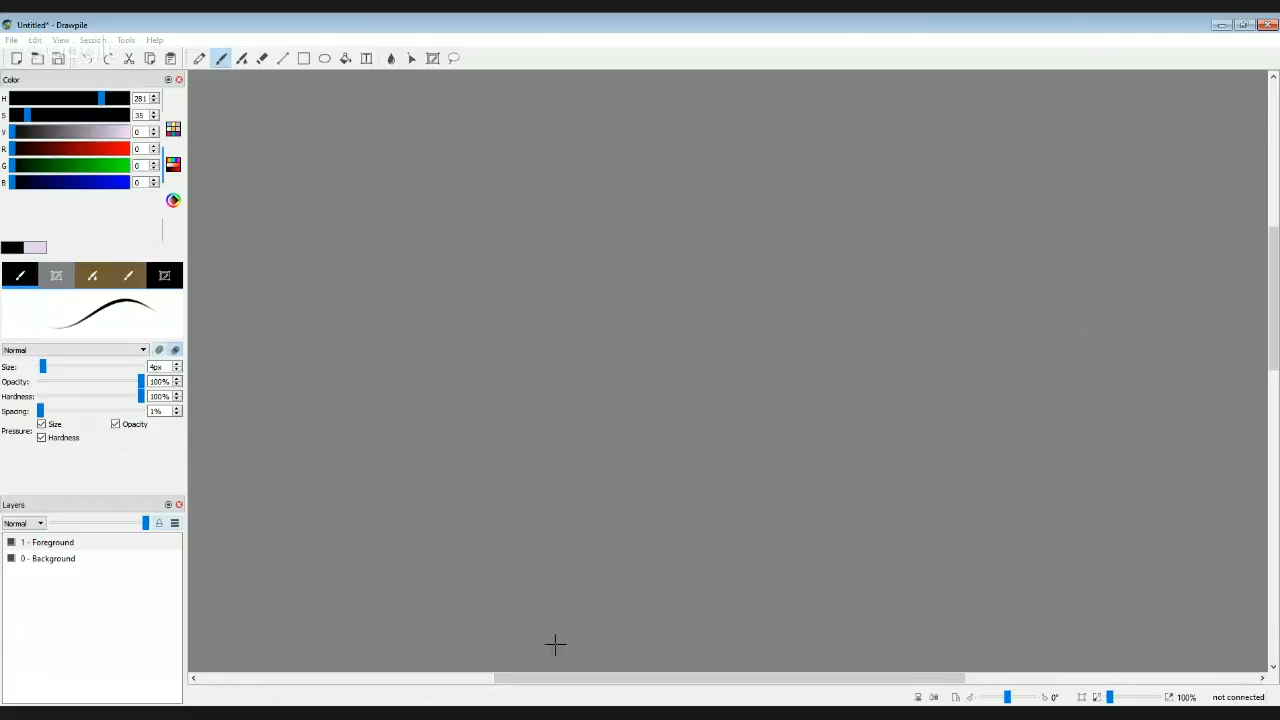 Untitled* - Drawpile
File Edit View Session Tools Help
Color
H 281
S 35
V 0
R 0
G 0
B 0
Normal
Size: 4px
Opacity: 100%
Hardness: 100%
Spacing: 1%
Pressure: Size Opacity
Hardness
Layers
Normal
1 - Foreground
0 - Background
0° 100% not connected